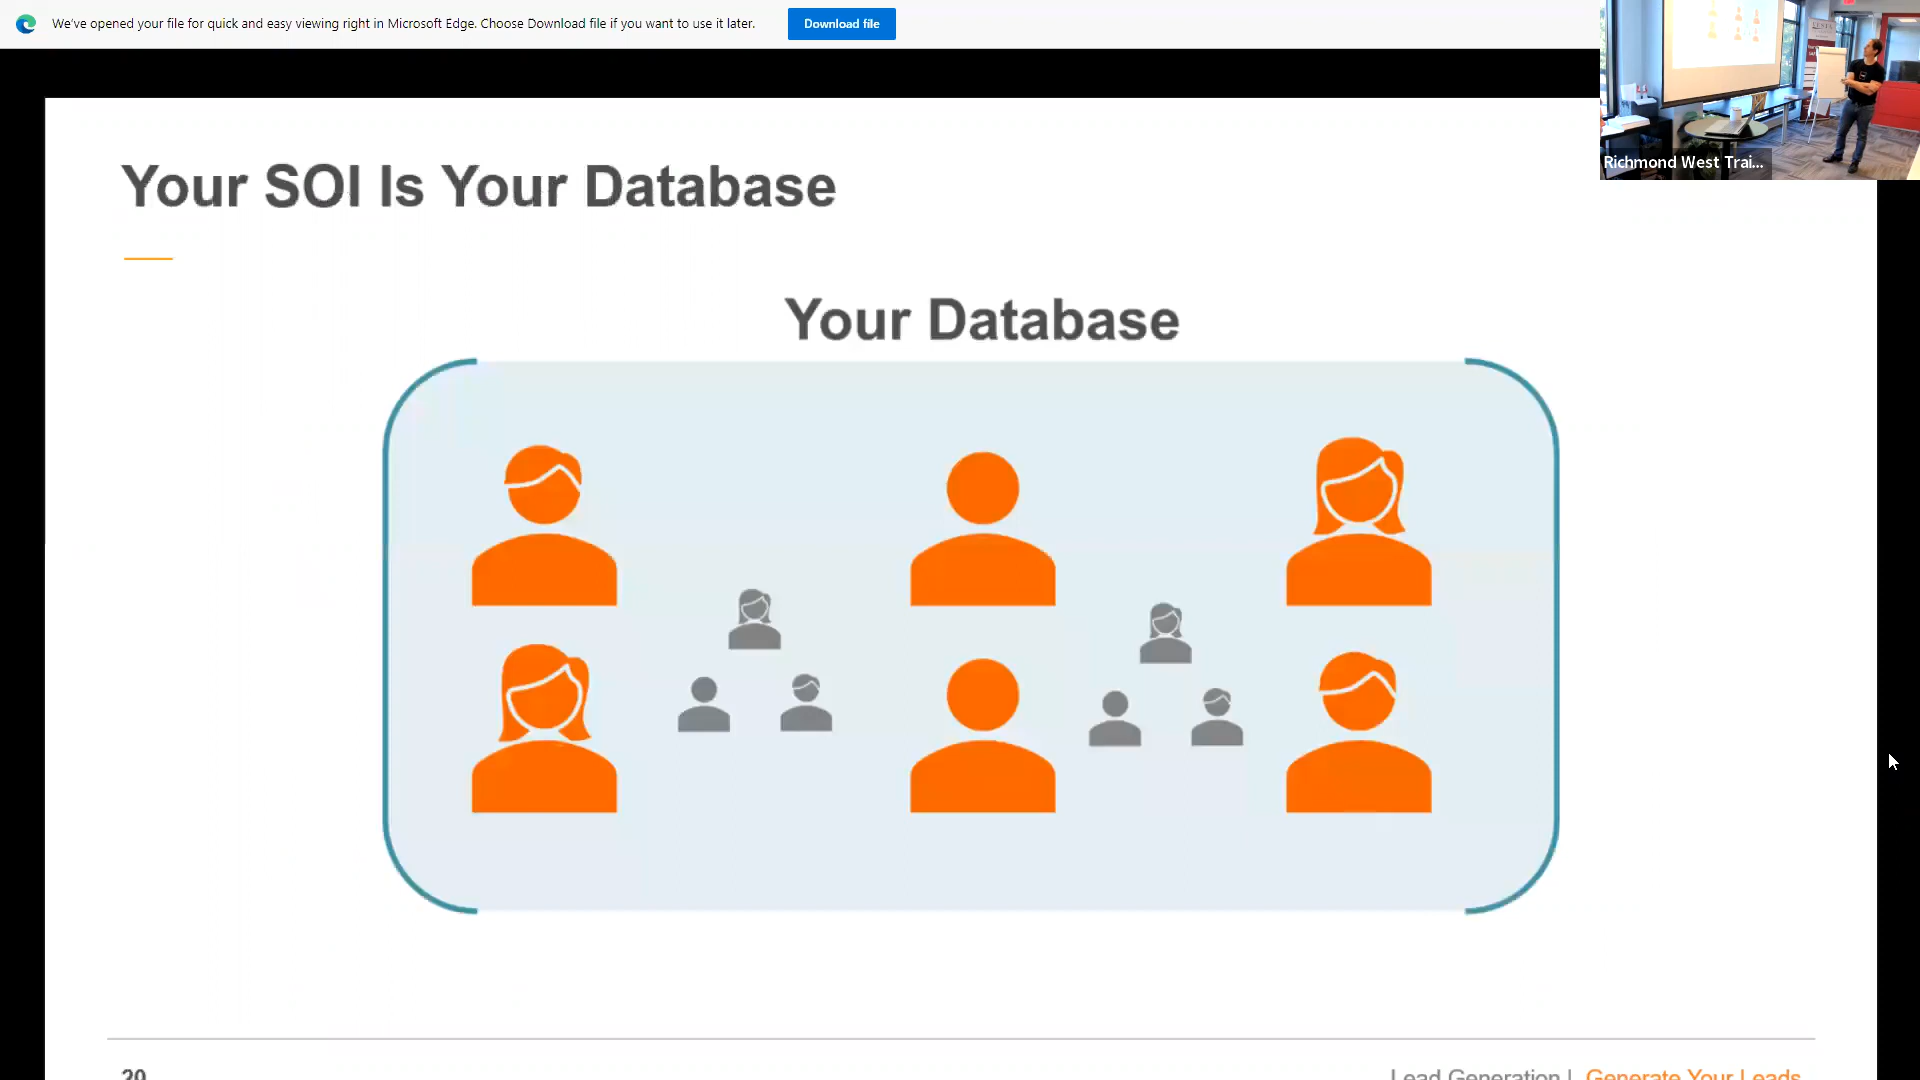 We've opened your file for quick and easy viewing right in Microsoft Edge. Choose Download file if you want to use it later.
Download file
Richmond West Trai...
Your SOI Is Your Database
Your Database
20
Lead Generation | Generate Your Leads